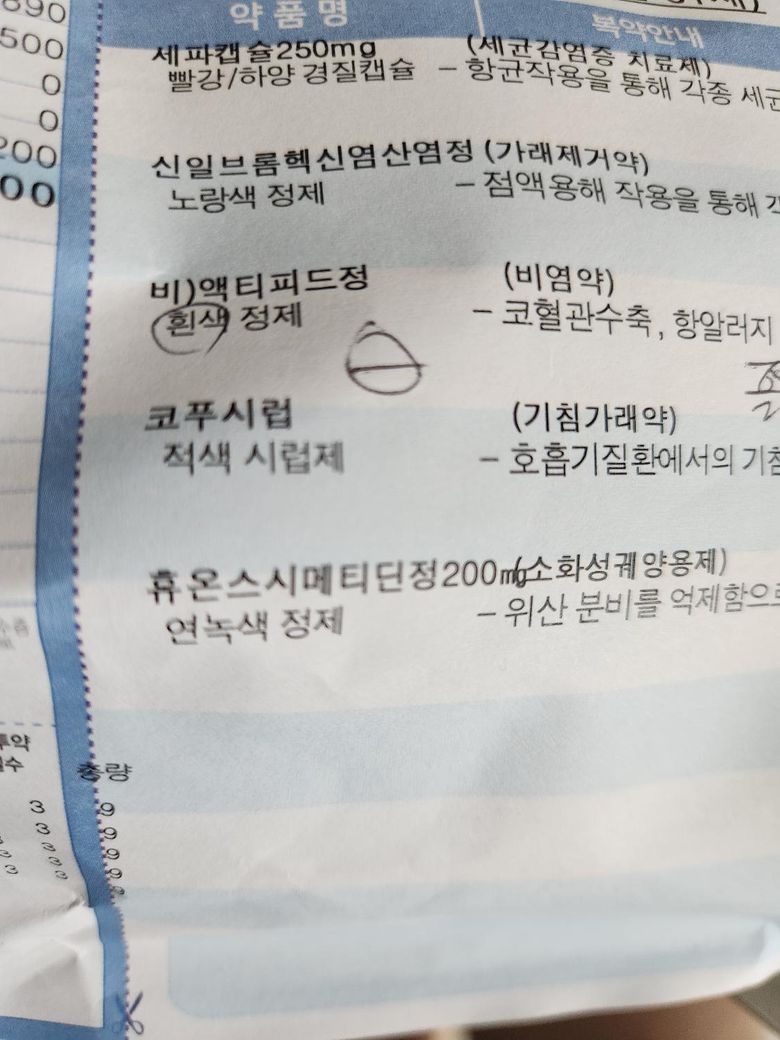 390
500
0
0
200
00
약품명 복약안내
세파캡슐250mg (세균감염증 치료제)
빨강/하양 경질캡슐 - 항균작용을 통해 각종 세균
신일브롬헥신염산염정 (가래제거약)
노랑색 정제 - 점액용해 작용을 통해
비)액티피드정 (비염약)
흰색 정제 - 코혈관수축, 항알러지
코푸시럽 (기침가래약)
적색 시럽제 - 호흡기질환에서의 기침
휴온스시메티딘정200mg(소화성궤양용제)
연녹색 정제 - 위산 분비를 억제함으로
투약
총량
3 9
3 9
3 9
3 9